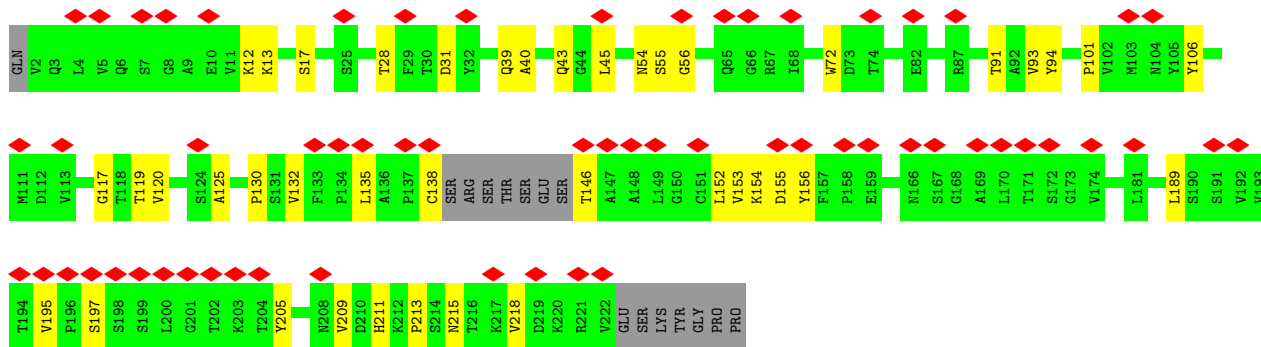 GLN V2 Q3 L4 V5 Q6 S7 G8 A9 E10 V11 K12 K13 S17 S25 T28 F29 T30 D31 Y32 Q39 A40 Q43 G44 L45 N54 S55 G56 Q65 G66 R67 I68 W72 D73 T74 E82 R87 T91 A92 V93 Y94 P101 V102 M103 N104 Y105 Y106
M111 D112 V113 G117 T118 T119 V120 S124 A125 P130 S131 V132 F133 P134 L135 A136 P137 C138 SER ARG SER THR SER GLU SER T146 A147 A148 L149 G150 C151 L152 V153 K154 D155 Y156 F157 P158 E159 N166 S167 G168 A169 L170 T171 S172 G173 V174 L181 L189 S190 S191 V192 V193
T194 V195 P196 S197 S198 S199 L200 G201 T202 K203 T204 Y205 N208 V209 D210 H211 K212 P213 S214 N215 T216 K217 V218 D219 K220 R221 V222 GLU SER LYS TYR GLY PRO PRO